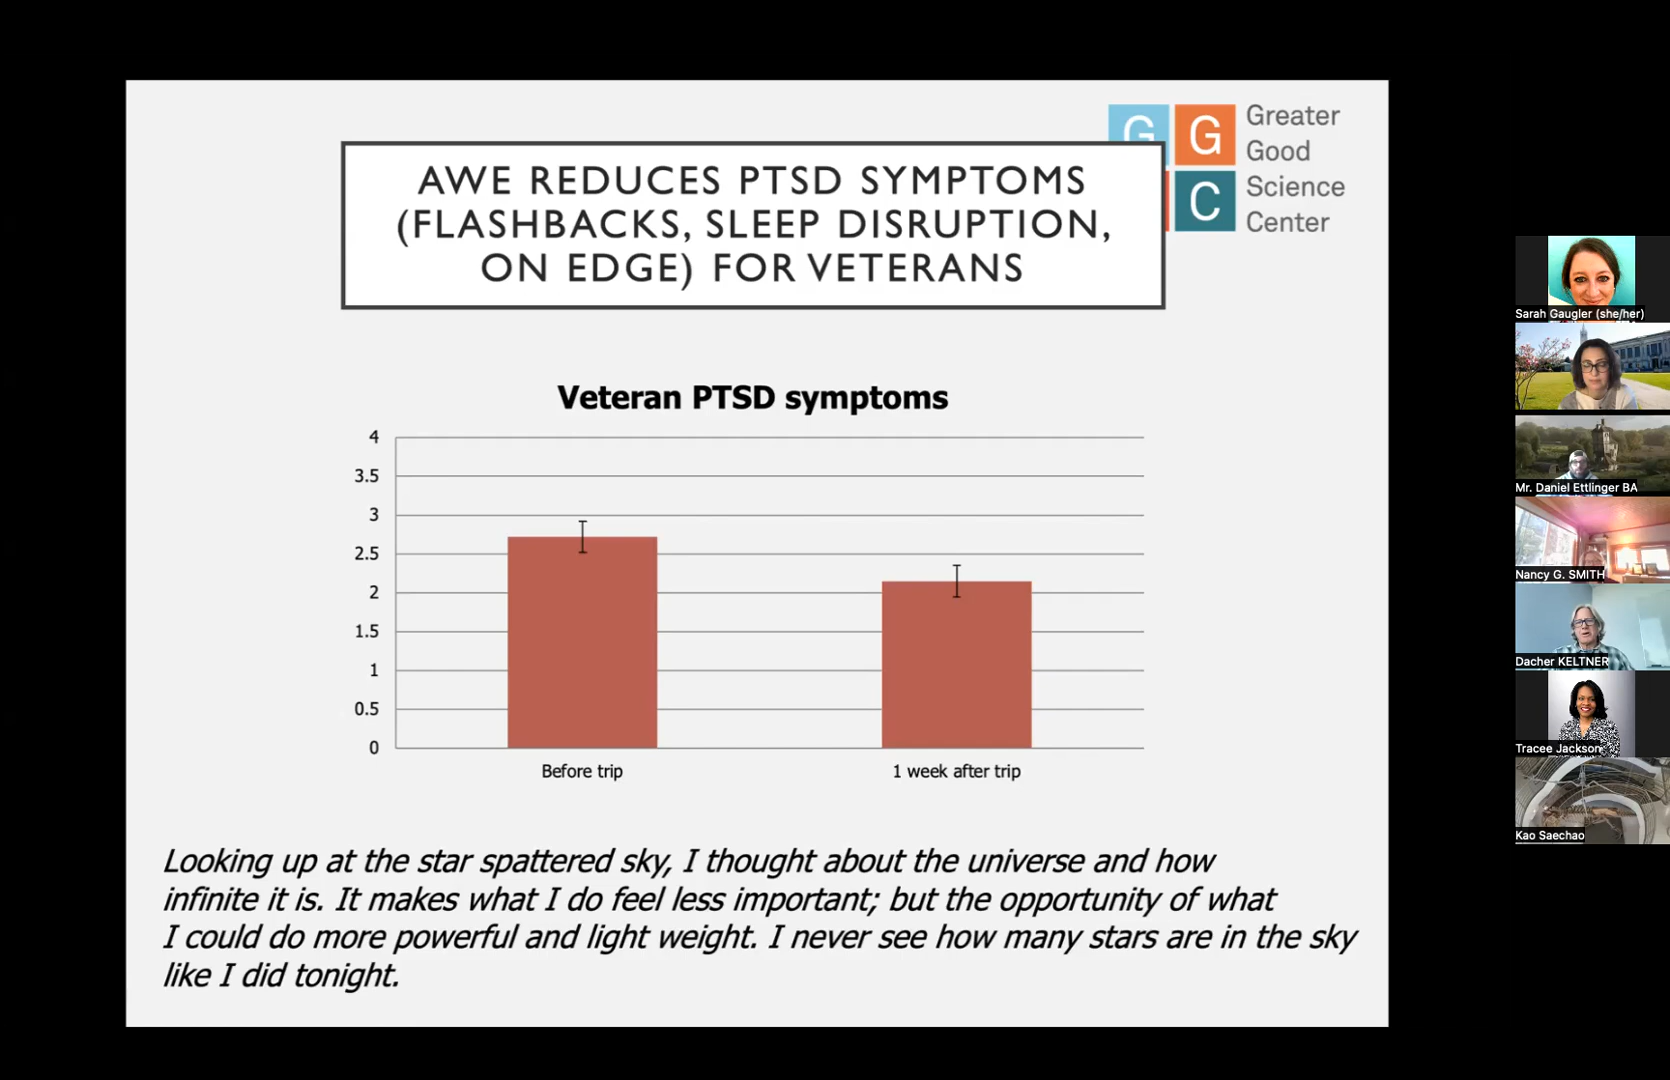 G G Greater
Good
C Science
Center
AWE REDUCES PTSD SYMPTOMS
(FLASHBACKS, SLEEP DISRUPTION,
ON EDGE) FOR VETERANS
Veteran PTSD symptoms
4
3.5
3
2.5
2
1.5
1
0.5
0
Before trip
1 week after trip
Looking up at the star spattered sky, I thought about the universe and how
infinite it is. It makes what I do feel less important; but the opportunity of what
I could do more powerful and light weight. I never see how many stars are in the sky
like I did tonight.
Sarah Gaugler (she/her)
Mr. Daniel Ettlinger BA
Nancy G. SMITH
Dacher KELTNER
Tracee Jackson
Kao Saechao